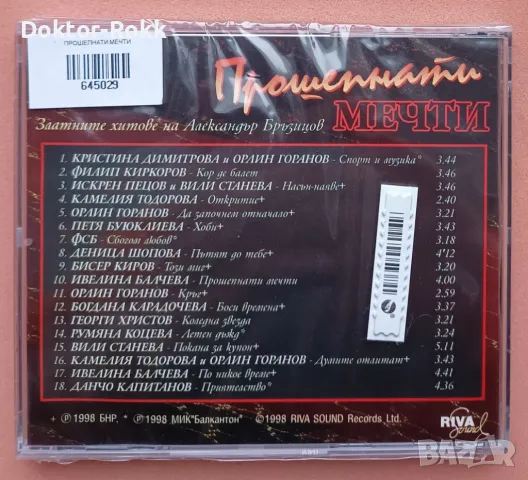 Doktor-Rokk
ПРОШЕПНАТИ МЕЧТИ
645029
Прошепнати
МЕЧТИ
Златните хитове на Александър Бръзицов
1. КРИСТИНА ДИМИТРОВА и ОРЛИН ГОРАНОВ - Спорт и музика* 3.44
2. ФИЛИП КИРКОРОВ - Кор де балет 3.46
3. ИСКРЕН ПЕЦОВ и ВИЛИ СТАНЕВА - Насън-наяве+ 3.46
4. КАМЕЛИЯ ТОДОРОВА - Откритие+ 2.40
5. ОРЛИН ГОРАНОВ - Да започнем отначало+ 3.21
6. ПЕТЯ БУЮКЛИЕВА - Хоби+ 3.43
7. ФСБ - Сбогом любов* 3.18
8. ДЕНИЦА ШОПОВА - Пътят до тебе+ 4'12
9. БИСЕР КИРОВ - Този миг+ 3.20
10. ИВЕЛИНА БАЛЧЕВА - Прошепнати мечти 4.00
11. ОРЛИН ГОРАНОВ - Кръг+ 2.59
12. БОГДАНА КАРАДОЧЕВА - Боси времена+ 3.37
13. ГЕОРГИ ХРИСТОВ - Коледна звезда 3.21
14. РУМЯНА КОЦЕВА - Летен дъжд* 3.24
15. ВИЛИ СТАНЕВА - Покана за купон+ 5.11
16. КАМЕЛИЯ ТОДОРОВА и ОРЛИН ГОРАНОВ - Думите отлитат+ 3.43
17. ИВЕЛИНА БАЛЧЕВА - По никое време+ 4.41
18. ДАНЧО КАПИТАНОВ - Приятелство* 4.36
+ ℗ 1998 БНР, * ℗ 1998 МИК"Балкантон" ©1998 RIVA SOUND Records Ltd.
RIVA
Sound
bazar.bg